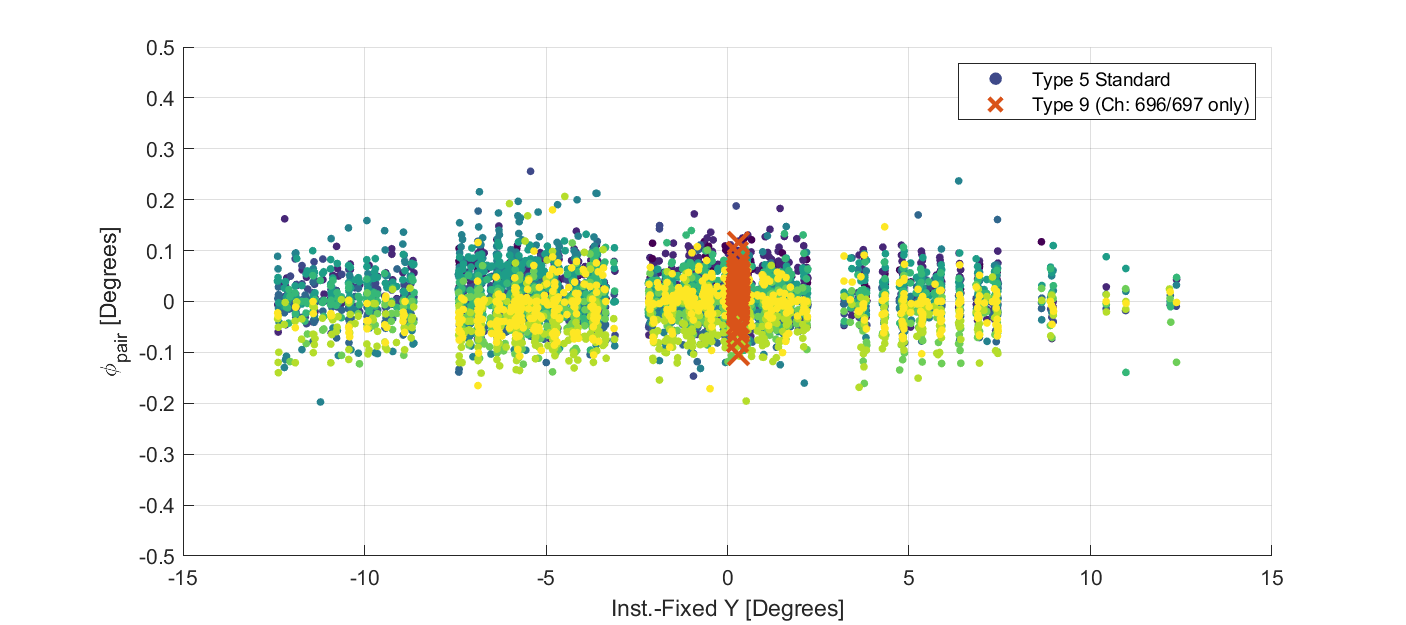 0.5
0.4
0.3
0.2
0.1
0
-0.1
-0.2
-0.3
-0.4
-0.5
ϕpair [Degrees]
Type 5 Standard
Type 9 (Ch: 696/697 only)
-15 -10 -5 0 5 10 15
Inst.-Fixed Y [Degrees]